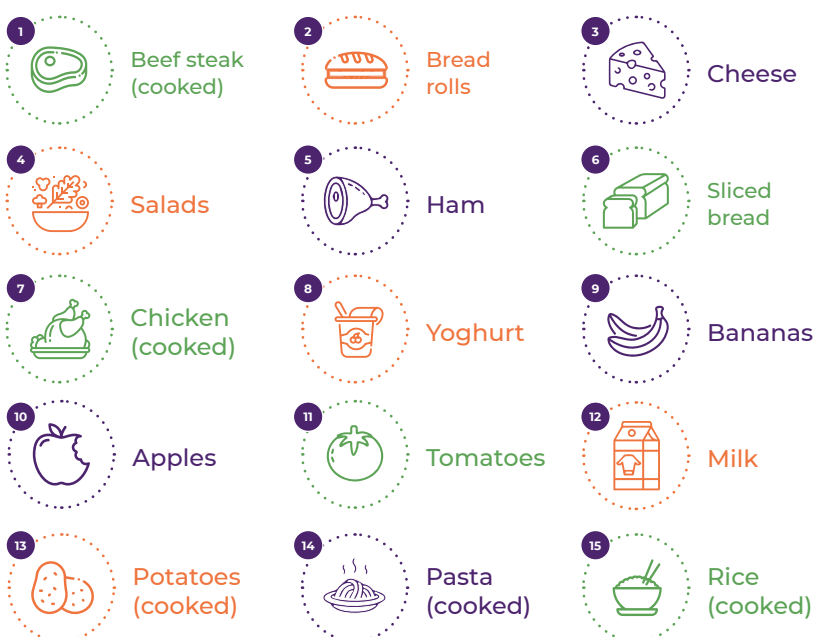 1
Beef steak
(cooked)
2
Bread
rolls
3
Cheese
4
Salads
5
Ham
6
Sliced
bread
7
Chicken
(cooked)
8
Yoghurt
9
Bananas
10
Apples
11
Tomatoes
12
Milk
13
Potatoes
(cooked)
14
Pasta
(cooked)
15
Rice
(cooked)